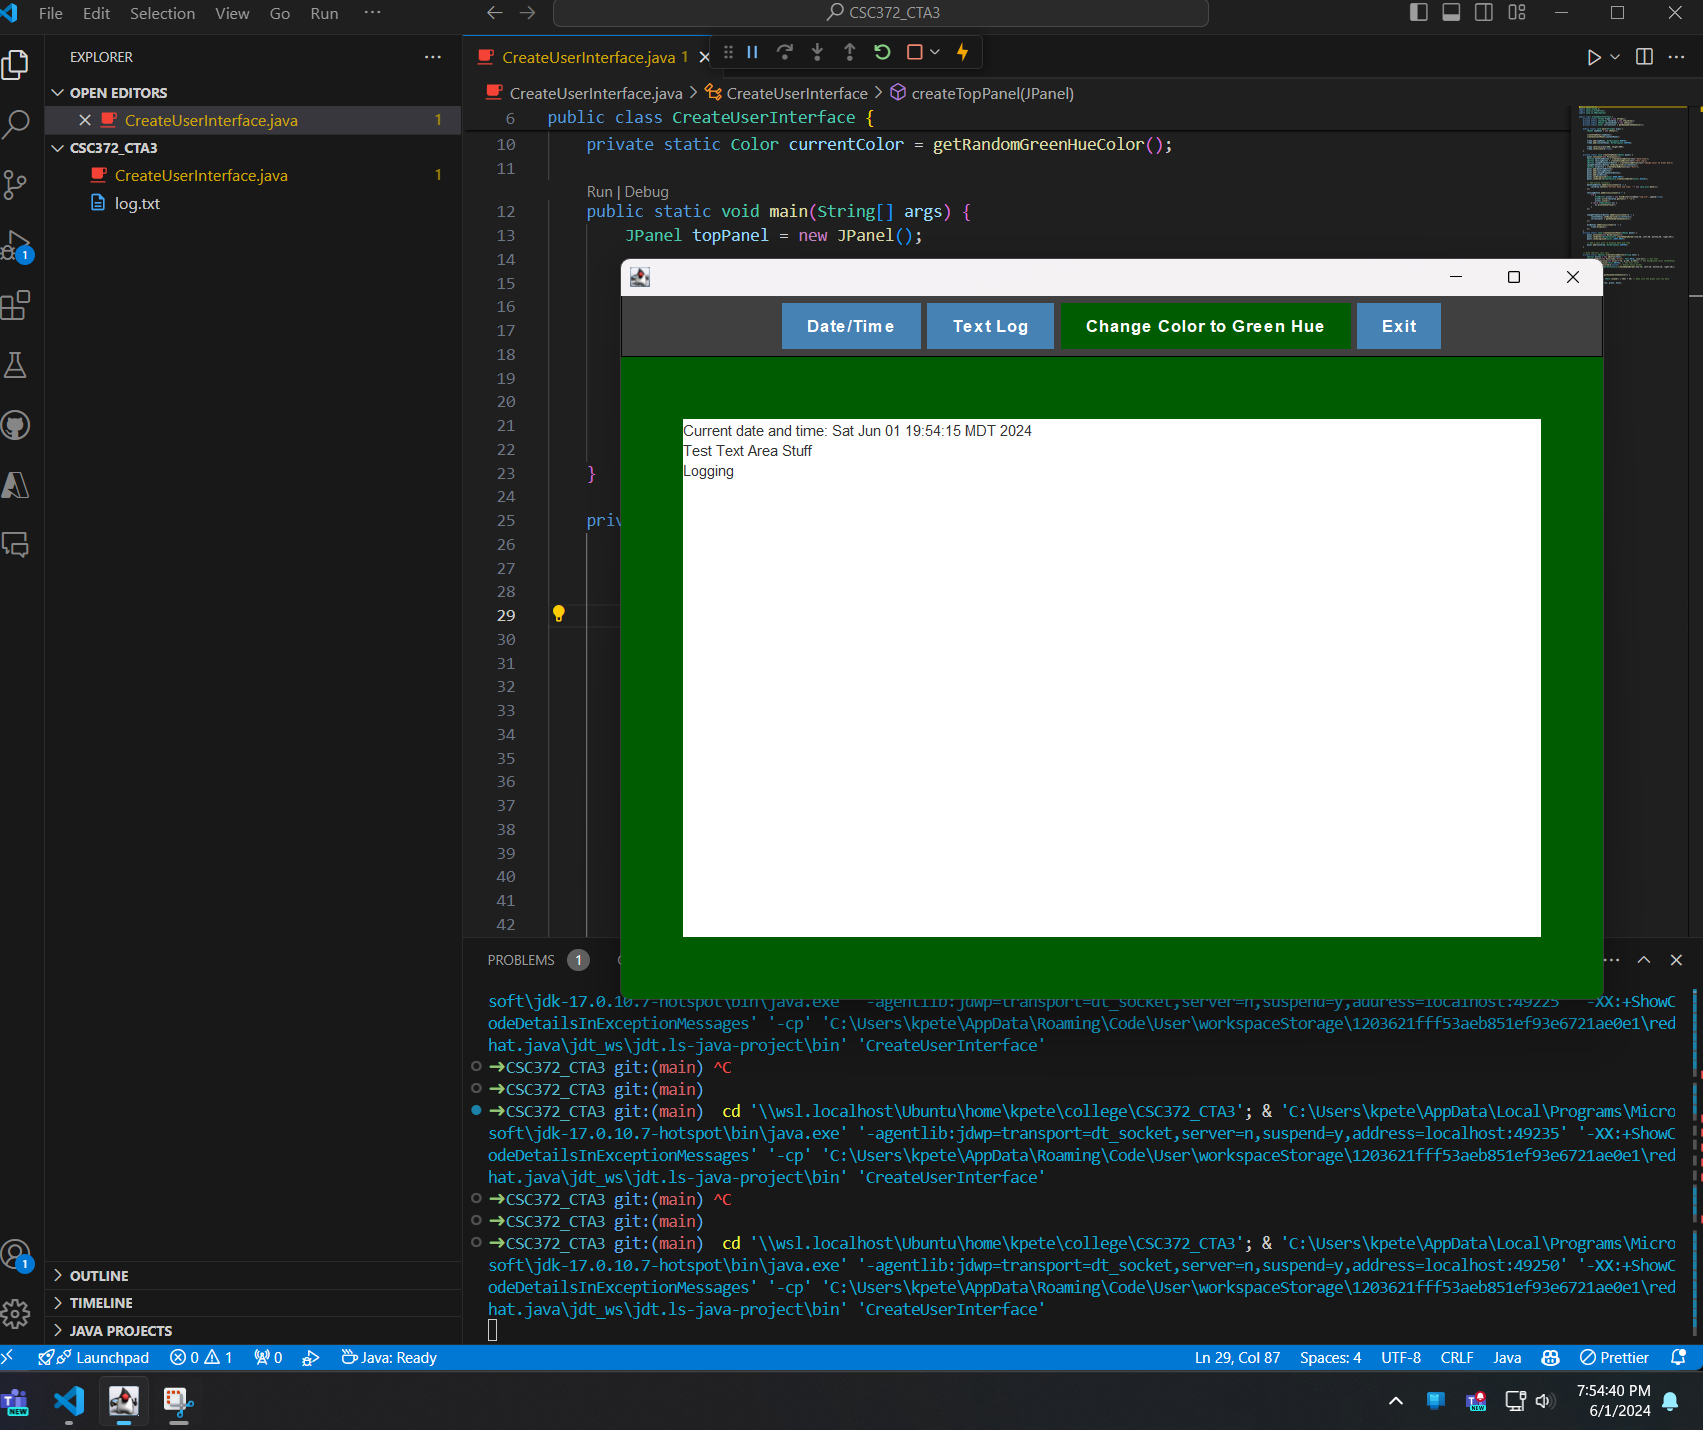 File Edit Selection View Go Run ···
CSC372_CTA3
EXPLORER
OPEN EDITORS
CreateUserInterface.java 1
CSC372_CTA3
CreateUserInterface.java 1
log.txt
OUTLINE
TIMELINE
JAVA PROJECTS
CreateUserInterface.java 1
CreateUserInterface.java > CreateUserInterface > createTopPanel(JPanel)
6 public class CreateUserInterface {
10 private static Color currentColor = getRandomGreenHueColor();
11
Run | Debug
12 public static void main(String[] args) {
13 JPanel topPanel = new JPanel();
14
15
16
17
18
19
20
21
22
23 }
24
25 priv
26
27
28
29
30
31
32
33
34
35
36
37
38
39
40
41
42
Date/Time Text Log Change Color to Green Hue Exit
Current date and time: Sat Jun 01 19:54:15 MDT 2024
Test Text Area Stuff
Logging
PROBLEMS 1
soft\jdk-17.0.10.7-hotspot\bin\java.exe' '-agentlib:jdwp=transport=dt_socket,server=n,suspend=y,address=localhost:49225' '-XX:+ShowC
odeDetailsInExceptionMessages' '-cp' 'C:\Users\kpete\AppData\Roaming\Code\User\workspaceStorage\1203621fff53aeb851ef93e6721ae0e1\red
hat.java\jdt_ws\jdt.ls-java-project\bin' 'CreateUserInterface'
➜CSC372_CTA3 git:(main) ^C
➜CSC372_CTA3 git:(main)
➜CSC372_CTA3 git:(main) cd '\\wsl.localhost\Ubuntu\home\kpete\college\CSC372_CTA3'; & 'C:\Users\kpete\AppData\Local\Programs\Micro
soft\jdk-17.0.10.7-hotspot\bin\java.exe' '-agentlib:jdwp=transport=dt_socket,server=n,suspend=y,address=localhost:49235' '-XX:+ShowC
odeDetailsInExceptionMessages' '-cp' 'C:\Users\kpete\AppData\Roaming\Code\User\workspaceStorage\1203621fff53aeb851ef93e6721ae0e1\red
hat.java\jdt_ws\jdt.ls-java-project\bin' 'CreateUserInterface'
➜CSC372_CTA3 git:(main) ^C
➜CSC372_CTA3 git:(main)
➜CSC372_CTA3 git:(main) cd '\\wsl.localhost\Ubuntu\home\kpete\college\CSC372_CTA3'; & 'C:\Users\kpete\AppData\Local\Programs\Micro
soft\jdk-17.0.10.7-hotspot\bin\java.exe' '-agentlib:jdwp=transport=dt_socket,server=n,suspend=y,address=localhost:49250' '-XX:+ShowC
odeDetailsInExceptionMessages' '-cp' 'C:\Users\kpete\AppData\Roaming\Code\User\workspaceStorage\1203621fff53aeb851ef93e6721ae0e1\red
hat.java\jdt_ws\jdt.ls-java-project\bin' 'CreateUserInterface'
Launchpad 0 1 0 Java: Ready Ln 29, Col 87 Spaces: 4 UTF-8 CRLF Java Prettier
7:54:40 PM
6/1/2024